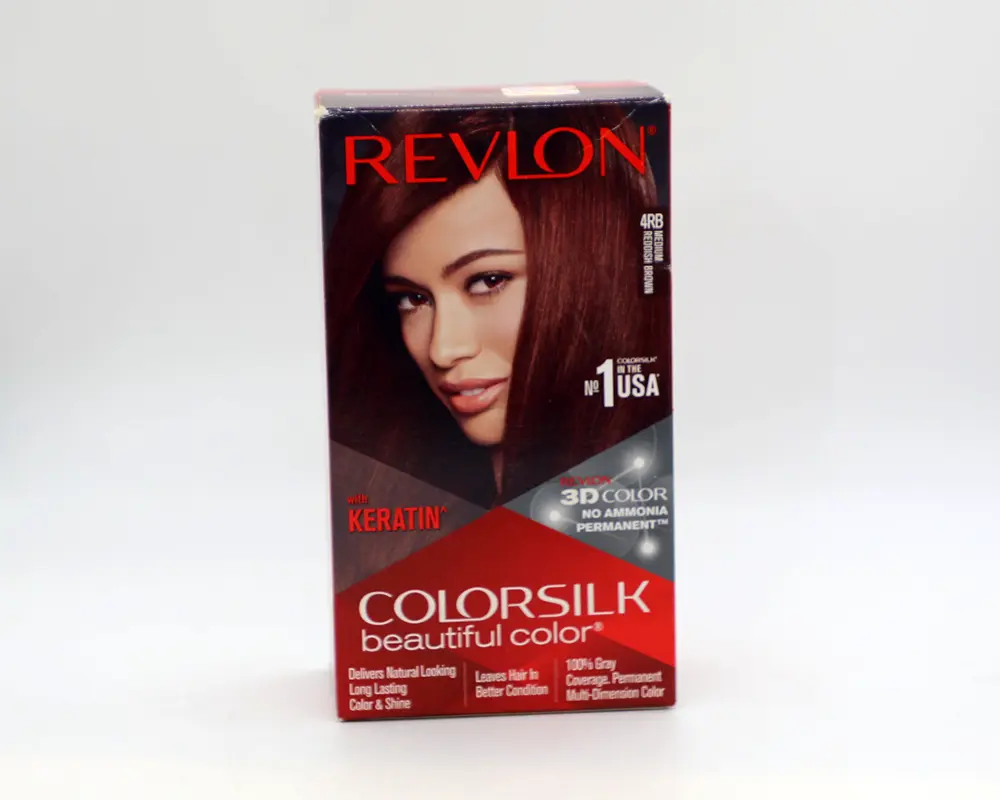 REVLON®
4RB
MEDIUM
REDDISH BROWN
COLORSILK®
Nº1 IN THE
USA*
with
KERATIN^
REVLON
3D COLOR
NO AMMONIA
PERMANENT™
COLORSILK
beautiful color®
Delivers Natural Looking
Long Lasting
Color & Shine
Leaves Hair In
Better Condition
100% Gray
Coverage. Permanent
Multi-Dimension Color